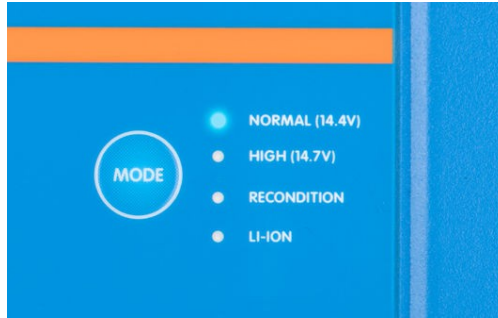 NORMAL (14.4V)
HIGH (14.7V)
MODE
RECONDITION
LI-ION